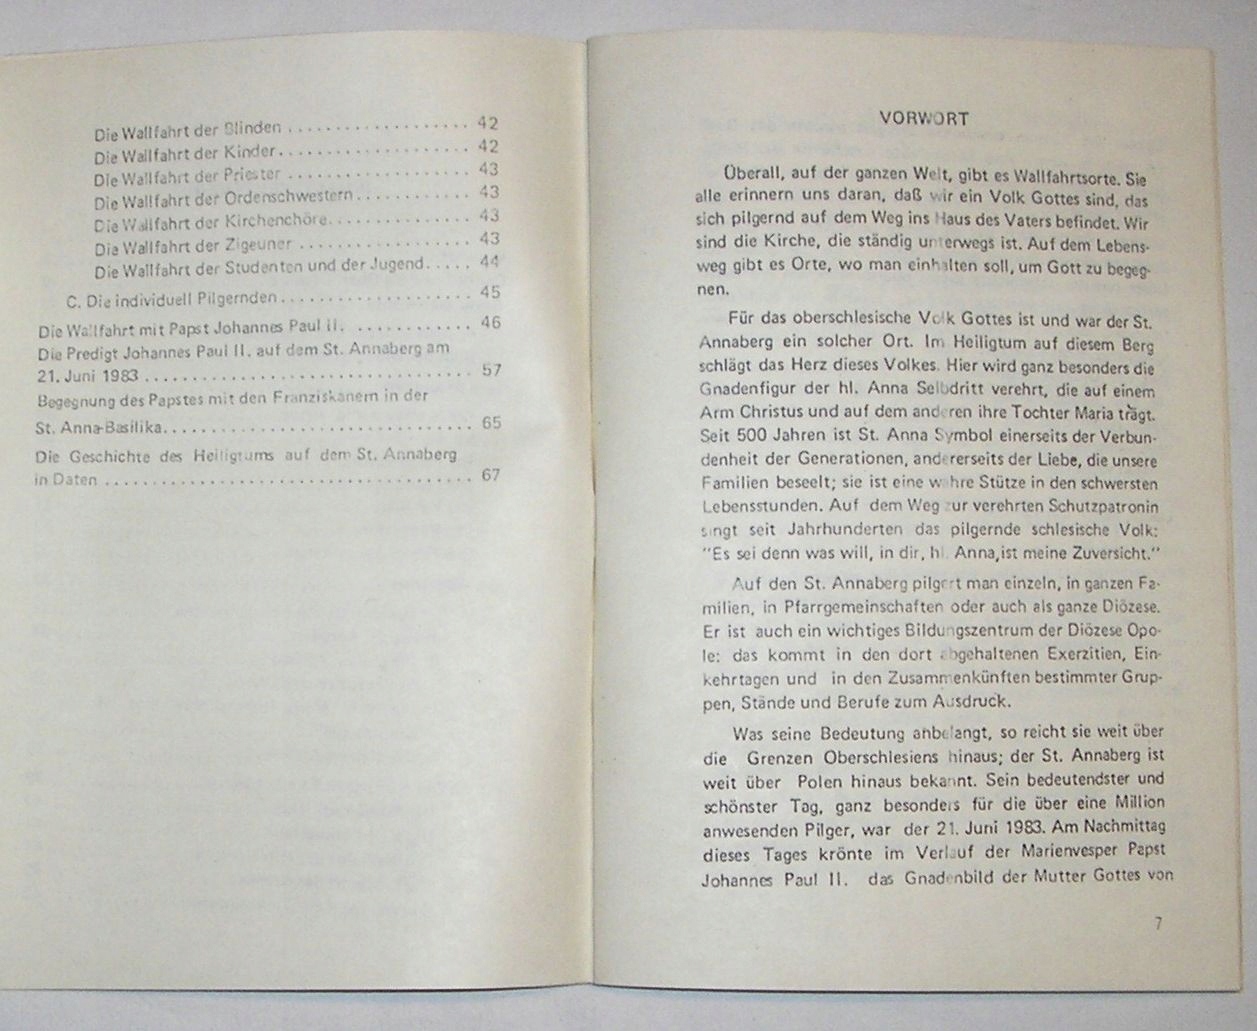 Die Wallfahrt der Blinden . . . . . . . . . . . . . . . . . . . 42
Die Wallfahrt der Kinder . . . . . . . . . . . . . . . . . . . . 42
Die Wallfahrt der Priester . . . . . . . . . . . . . . . . . . . 43
Die Wallfahrt der Ordenschwestern . . . . . . . . . . . . 43
Die Wallfahrt der Kirchenchöre. . . . . . . . . . . . . . . 43
Die Wallfahrt der Zigeuner . . . . . . . . . . . . . . . . . . 43
Die Wallfahrt der Studenten und der Jugend. . . . . 44
C. Die individuell Pilgernden . . . . . . . . . . . . . . . . . . . . 45
Die Wallfahrt mit Papst Johannes Paul II. . . . . . . . . . . . . 46
Die Predigt Johannes Paul II. auf dem St. Annaberg am
21. Juni 1983 . . . . . . . . . . . . . . . . . . . . . . . . . . . . . . . . . 57
Begegnung des Papstes mit den Franziskanern in der
St. Anna-Basilika. . . . . . . . . . . . . . . . . . . . . . . . . . . . . . . 65
Die Geschichte des Heiligtums auf dem St. Annaberg
in Daten . . . . . . . . . . . . . . . . . . . . . . . . . . . . . . . . . . . . . 67
VORWORT
Überall, auf der ganzen Welt, gibt es Wallfahrtsorte. Sie
alle erinnern uns daran, daß wir ein Volk Gottes sind, das
sich pilgernd auf dem Weg ins Haus des Vaters befindet. Wir
sind die Kirche, die ständig unterwegs ist. Auf dem Lebens-
weg gibt es Orte, wo man einhalten soll, um Gott zu begeg-
nen.
Für das oberschlesische Volk Gottes ist und war der St.
Annaberg ein solcher Ort. Im Heiligtum auf diesem Berg
schlägt das Herz dieses Volkes. Hier wird ganz besonders die
Gnadenfigur der hl. Anna Selbdritt verehrt, die auf einem
Arm Christus und auf dem anderen ihre Tochter Maria trägt.
Seit 500 Jahren ist St. Anna Symbol einerseits der Verbun-
denheit der Generationen, andererseits der Liebe, die unsere
Familien beseelt; sie ist eine wahre Stütze in den schwersten
Lebensstunden. Auf dem Weg zur verehrten Schutzpatronin
singt seit Jahrhunderten das pilgernde schlesische Volk:
"Es sei denn was will, in dir, hl. Anna,ist meine Zuversicht."
Auf den St. Annaberg pilgert man einzeln, in ganzen Fa-
milien, in Pfarrgemeinschaften oder auch als ganze Diözese.
Er ist auch ein wichtiges Bildungszentrum der Diözese Opo-
le: das kommt in den dort abgehaltenen Exerzitien, Ein-
kehrtagen und in den Zusammenkünften bestimmter Grup-
pen, Stände und Berufe zum Ausdruck.
Was seine Bedeutung anbelangt, so reicht sie weit über
die Grenzen Oberschlesiens hinaus; der St. Annaberg ist
weit über Polen hinaus bekannt. Sein bedeutendster und
schönster Tag, ganz besonders für die über eine Million
anwesenden Pilger, war der 21. Juni 1983. Am Nachmittag
dieses Tages krönte im Verlauf der Marienvesper Papst
Johannes Paul II. das Gnadenbild der Mutter Gottes von
7